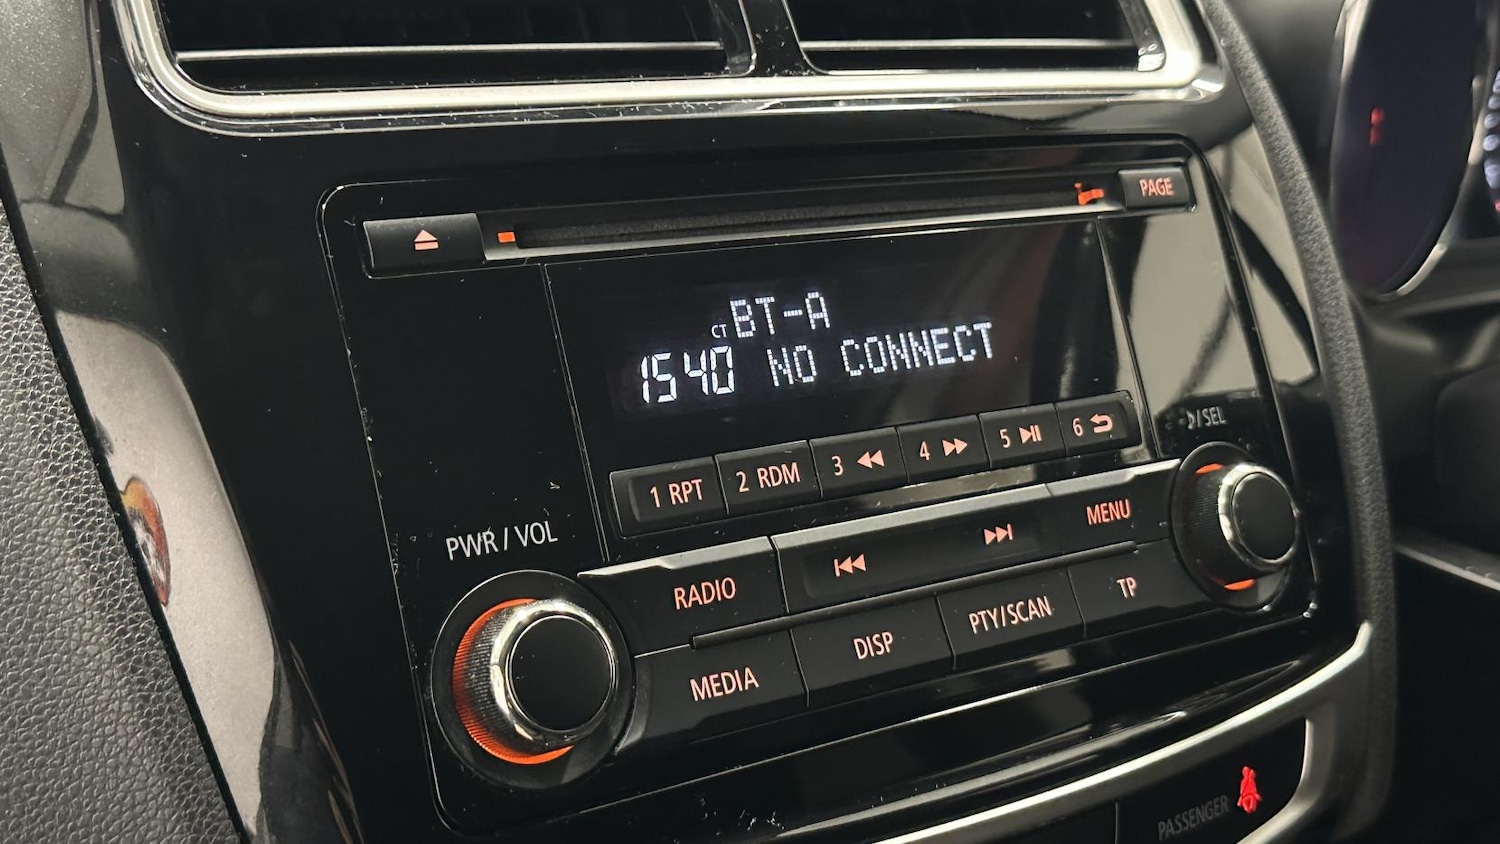 PAGE
BT-A
CT
1540 NO CONNECT
♪/SEL
1 RPT
2 RDM
3
4
5
6
PWR / VOL
RADIO
MENU
MEDIA
DISP
PTY/SCAN
TP
PASSENGER